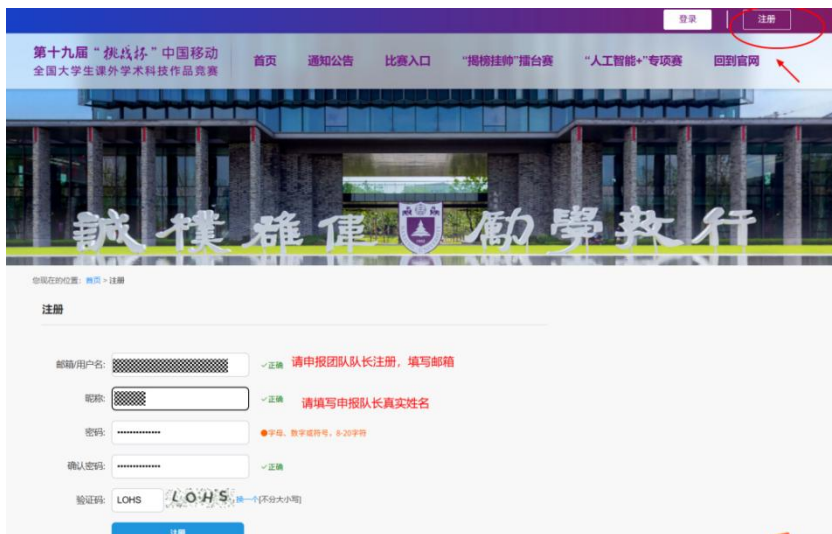 登录 注册
第十九届“挑战杯”中国移动
全国大学生课外学术科技作品竞赛
首页 通知公告 比赛入口 “揭榜挂帅”擂台赛 “人工智能+”专项赛 回到官网
誠樸雄偉 勵學敦行
您现在的位置：首页 > 注册
注册
邮箱/用户名: ✓正确 请申报团队队长注册，填写邮箱
昵称: ✓正确 请填写申报队长真实姓名
密码: •••••••••••••• ●字母、数字或符号，8-20字符
确认密码: •••••••••••••• ✓正确
验证码: LOHS LOHS 换一个[不分大小写]
注册